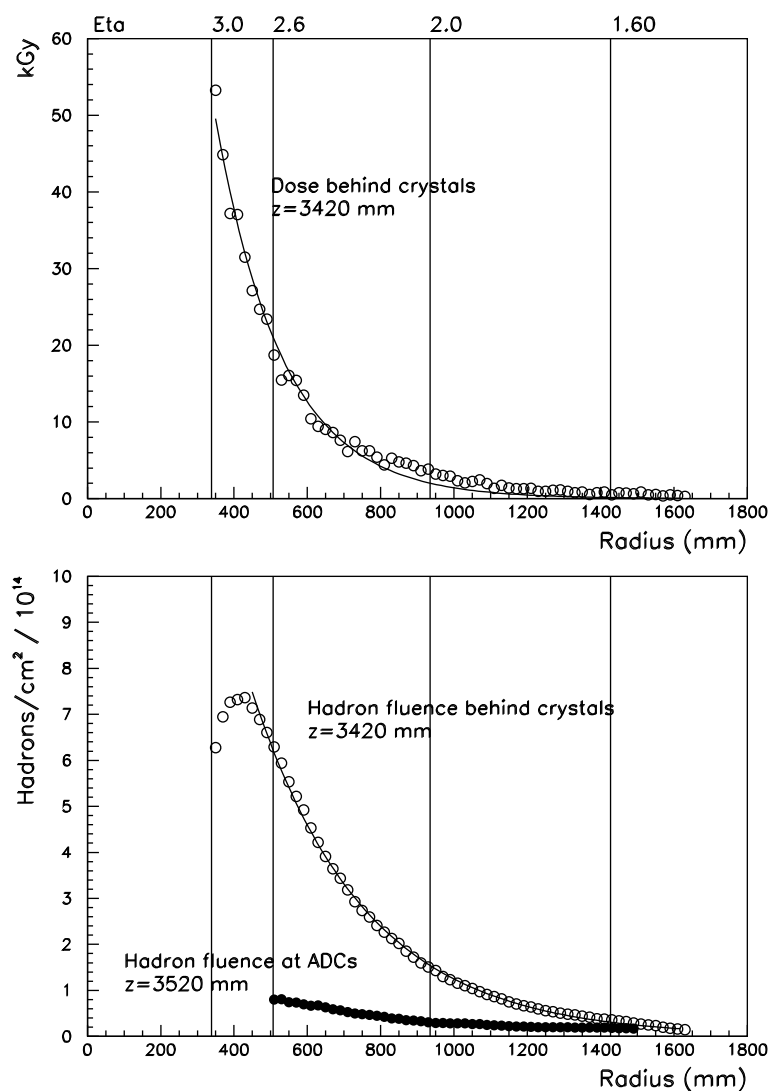 Eta 3.0 2.6 2.0 1.60
kGy
60
50
Dose behind crystals
40
z=3420 mm
30
20
10
0
0 200 400 600 800 1000 1200 1400 1600 1800
Radius (mm)
Hadrons/cm² / 10¹⁴
10
9
8
Hadron fluence behind crystals
7
z=3420 mm
6
5
4
3
2
Hadron fluence at ADCs
z=3520 mm
1
0
0 200 400 600 800 1000 1200 1400 1600 1800
Radius (mm)